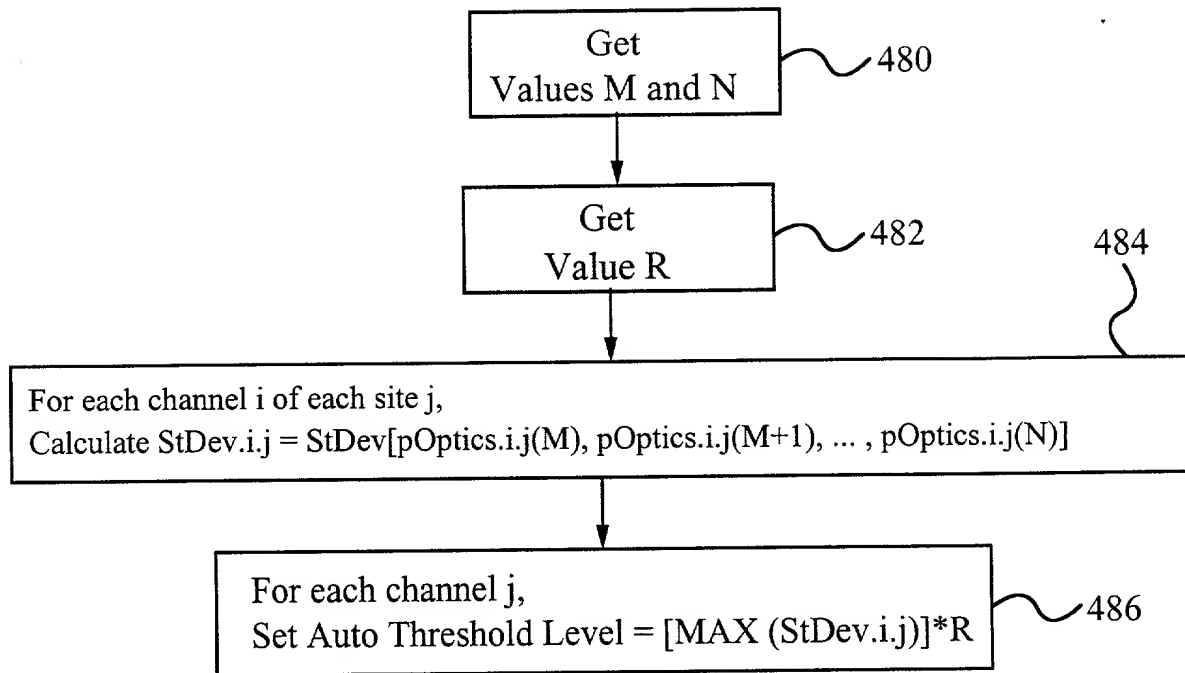 Get
Values M and N
480
Get
Value R
482
484
For each channel i of each site j,
Calculate StDev.i.j = StDev[pOptics.i.j(M), pOptics.i.j(M+1), ... , pOptics.i.j(N)]
For each channel j,
Set Auto Threshold Level = [MAX (StDev.i.j)]*R
486